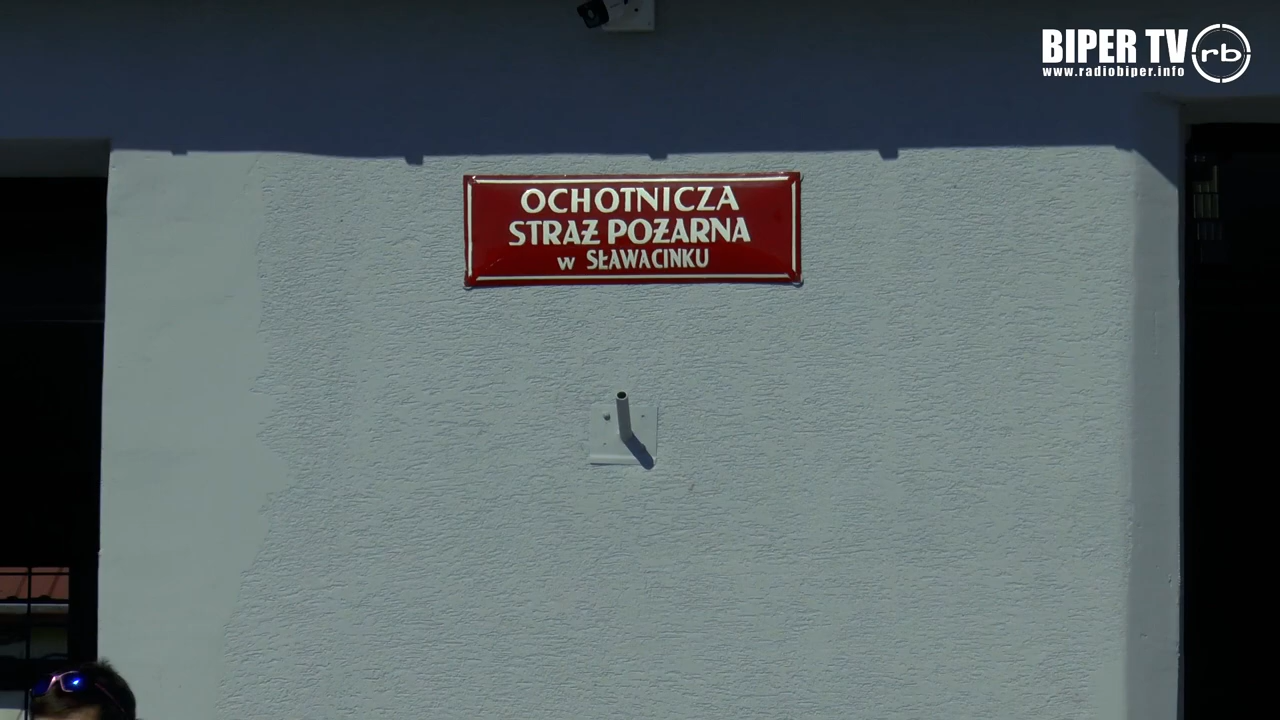 BIPER TV rb
www.radiobiper.info
OCHOTNICZA
STRAŻ POŻARNA
w SŁAWACINKU